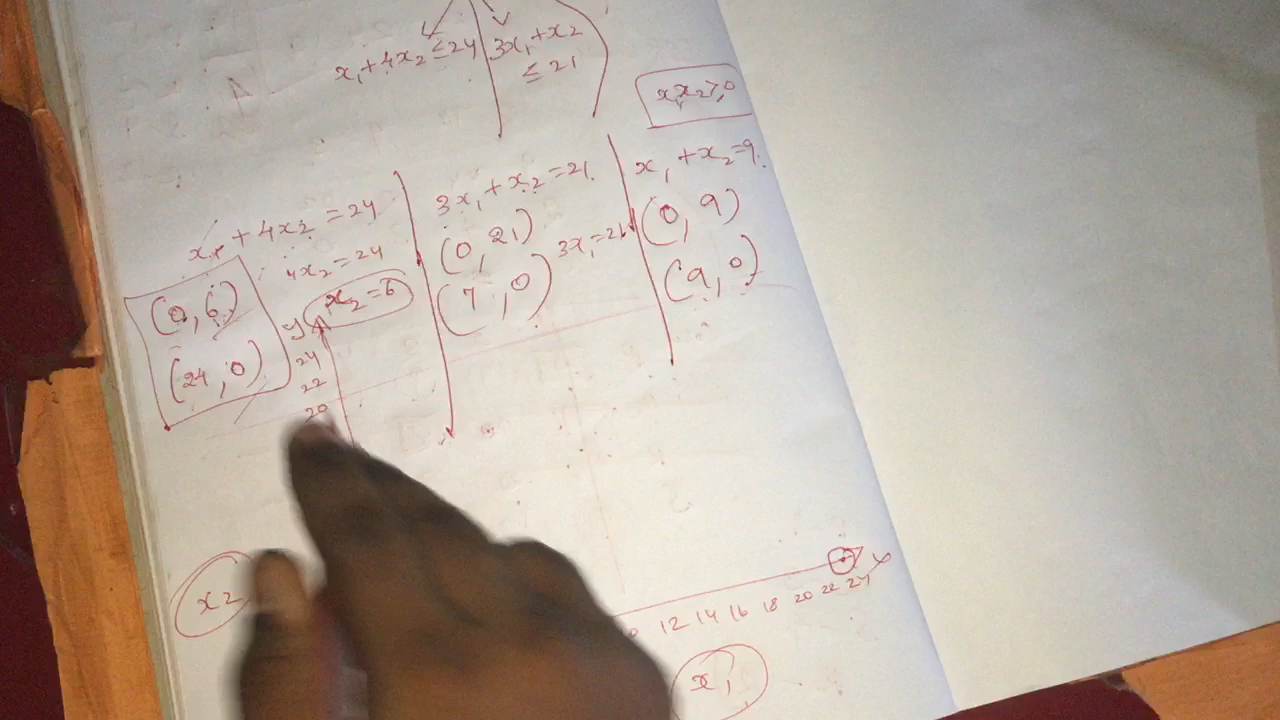 x₁+4x₂ ≤24
3x₁+x₂
≤ 21
x₁,x₂≥0
x₁ + 4x₂ = 24
4x₂ = 24
x₂ = 6
(0, 6)
(24, 0)
3x₁ + x₂ = 21
(0, 21)
3x₁ = 21
(7, 0)
x₁ + x₂ = 9
(0, 9)
(9, 0)
y
24
22
20
x₂
12 14 16 18 20 22 24
x₁